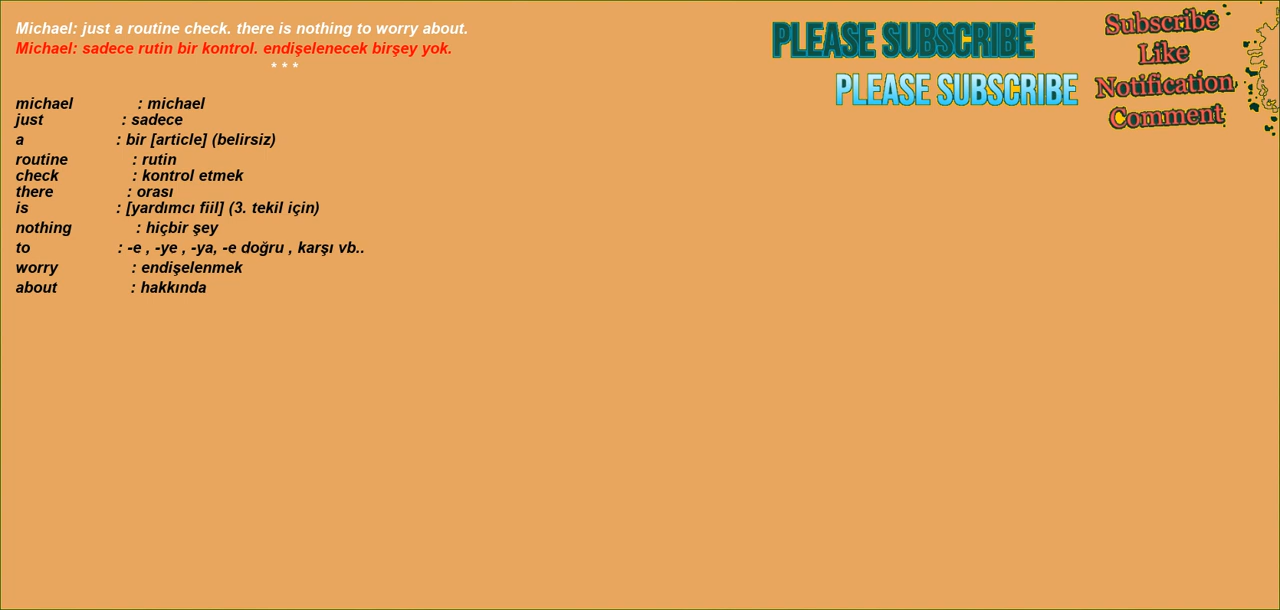 Michael: just a routine check. there is nothing to worry about.
Michael: sadece rutin bir kontrol. endişelenecek birşey yok.
* * *
michael : michael
just : sadece
a : bir [article] (belirsiz)
routine : rutin
check : kontrol etmek
there : orası
is : [yardımcı fiil] (3. tekil için)
nothing : hiçbir şey
to : -e , -ye , -ya, -e doğru , karşı vb..
worry : endişelenmek
about : hakkında
PLEASE SUBSCRIBE
PLEASE SUBSCRIBE
Subscribe
Like
Notification
Comment